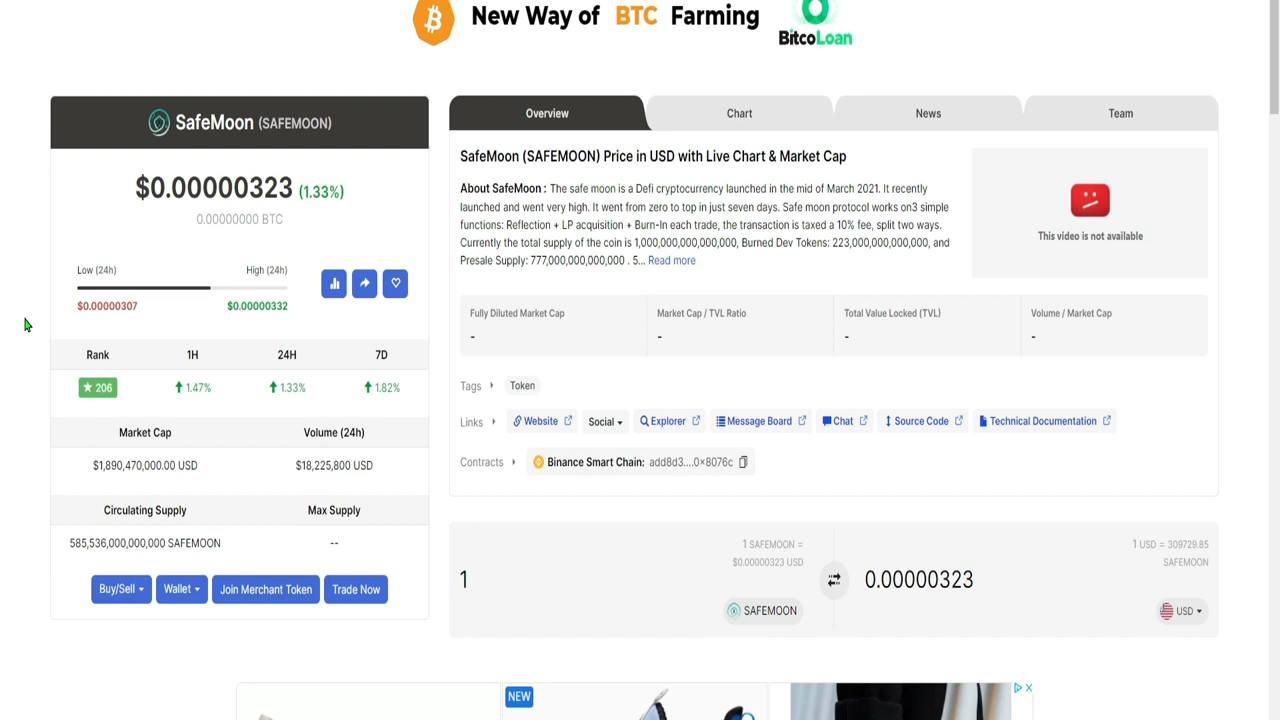 New Way of BTC Farming
BitcoLoan
SafeMoon (SAFEMOON)
$0.00000323 (1.33%)
0.00000000 BTC
Low (24h) High (24h)
$0.00000307 $0.00000332
Rank 1H 24H 7D
206 1.47% 1.33% 1.82%
Market Cap Volume (24h)
$1,890,470,000.00 USD $18,225,800 USD
Circulating Supply Max Supply
585,536,000,000,000 SAFEMOON --
Buy/Sell Wallet Join Merchant Token Trade Now
Overview Chart News Team
SafeMoon (SAFEMOON) Price in USD with Live Chart & Market Cap
About SafeMoon : The safe moon is a Defi cryptocurrency launched in the mid of March 2021. It recently
launched and went very high. It went from zero to top in just seven days. Safe moon protocol works on3 simple
functions: Reflection + LP acquisition + Burn-In each trade, the transaction is taxed a 10% fee, split two ways.
Currently the total supply of the coin is 1,000,000,000,000,000, Burned Dev Tokens: 223,000,000,000,000, and
Presale Supply: 777,000,000,000,000 . 5... Read more
This video is not available
Fully Diluted Market Cap Market Cap / TVL Ratio Total Value Locked (TVL) Volume / Market Cap
- - - -
Tags Token
Links Website Social Explorer Message Board Chat Source Code Technical Documentation
Contracts Binance Smart Chain: add8d3....0×8076c
1 SAFEMOON =
$0.00000323 USD
1
SAFEMOON
1 USD = 309729.85
SAFEMOON
0.00000323
USD
NEW